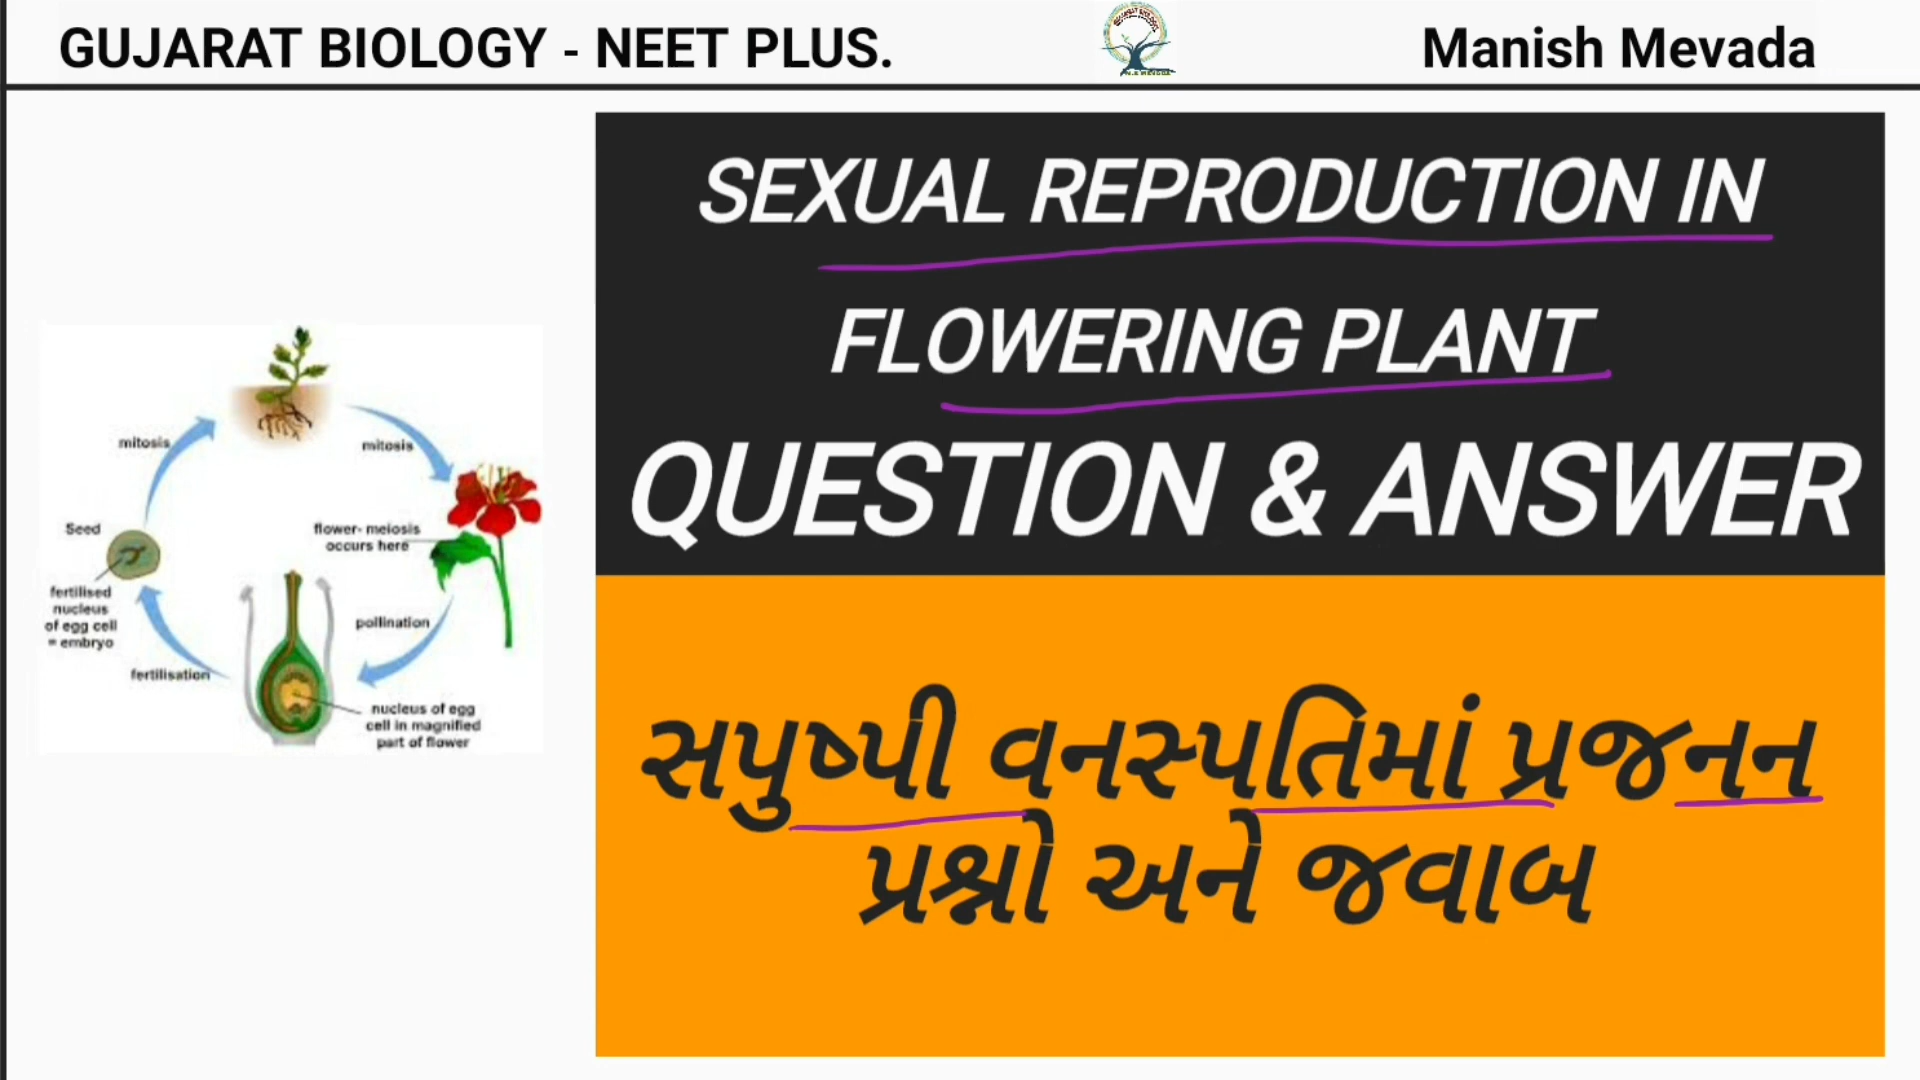 GUJARAT BIOLOGY - NEET PLUS.
Manish Mevada
SEXUAL REPRODUCTION IN
FLOWERING PLANT
QUESTION & ANSWER
સપુષ્પી વનસ્પતિમાં પ્રજનન
પ્રશ્નો અને જવાબ
mitosis
mitosis
Seed
flower- meiosis
occurs here
fertilised
nucleus
of egg cell
= embryo
pollination
fertilisation
nucleus of egg
cell in magnified
part of flower